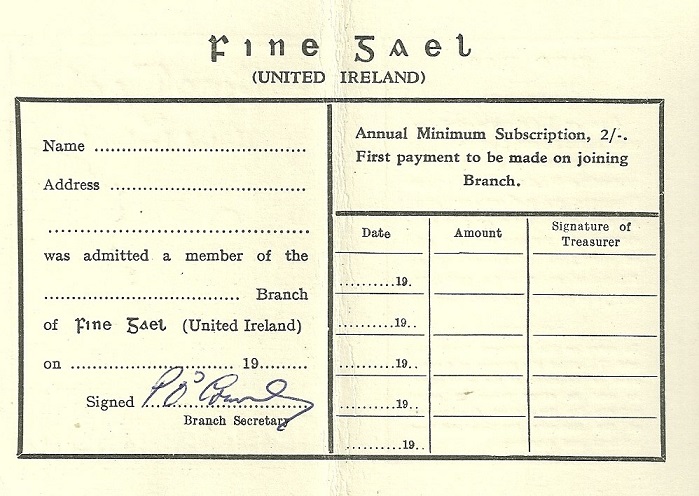 Fine Gael
(UNITED IRELAND)
Name ..............................
Address ..............................
..............................
was admitted a member of the
.............................. Branch
of Fine Gael (United Ireland)
on .............................. 19........
Signed
Branch Secretary
Annual Minimum Subscription, 2/-.
First payment to be made on joining
Branch.
Date Amount Signature of Treasurer
..........19.
..........19..
..........19..
..........19..
..........19..